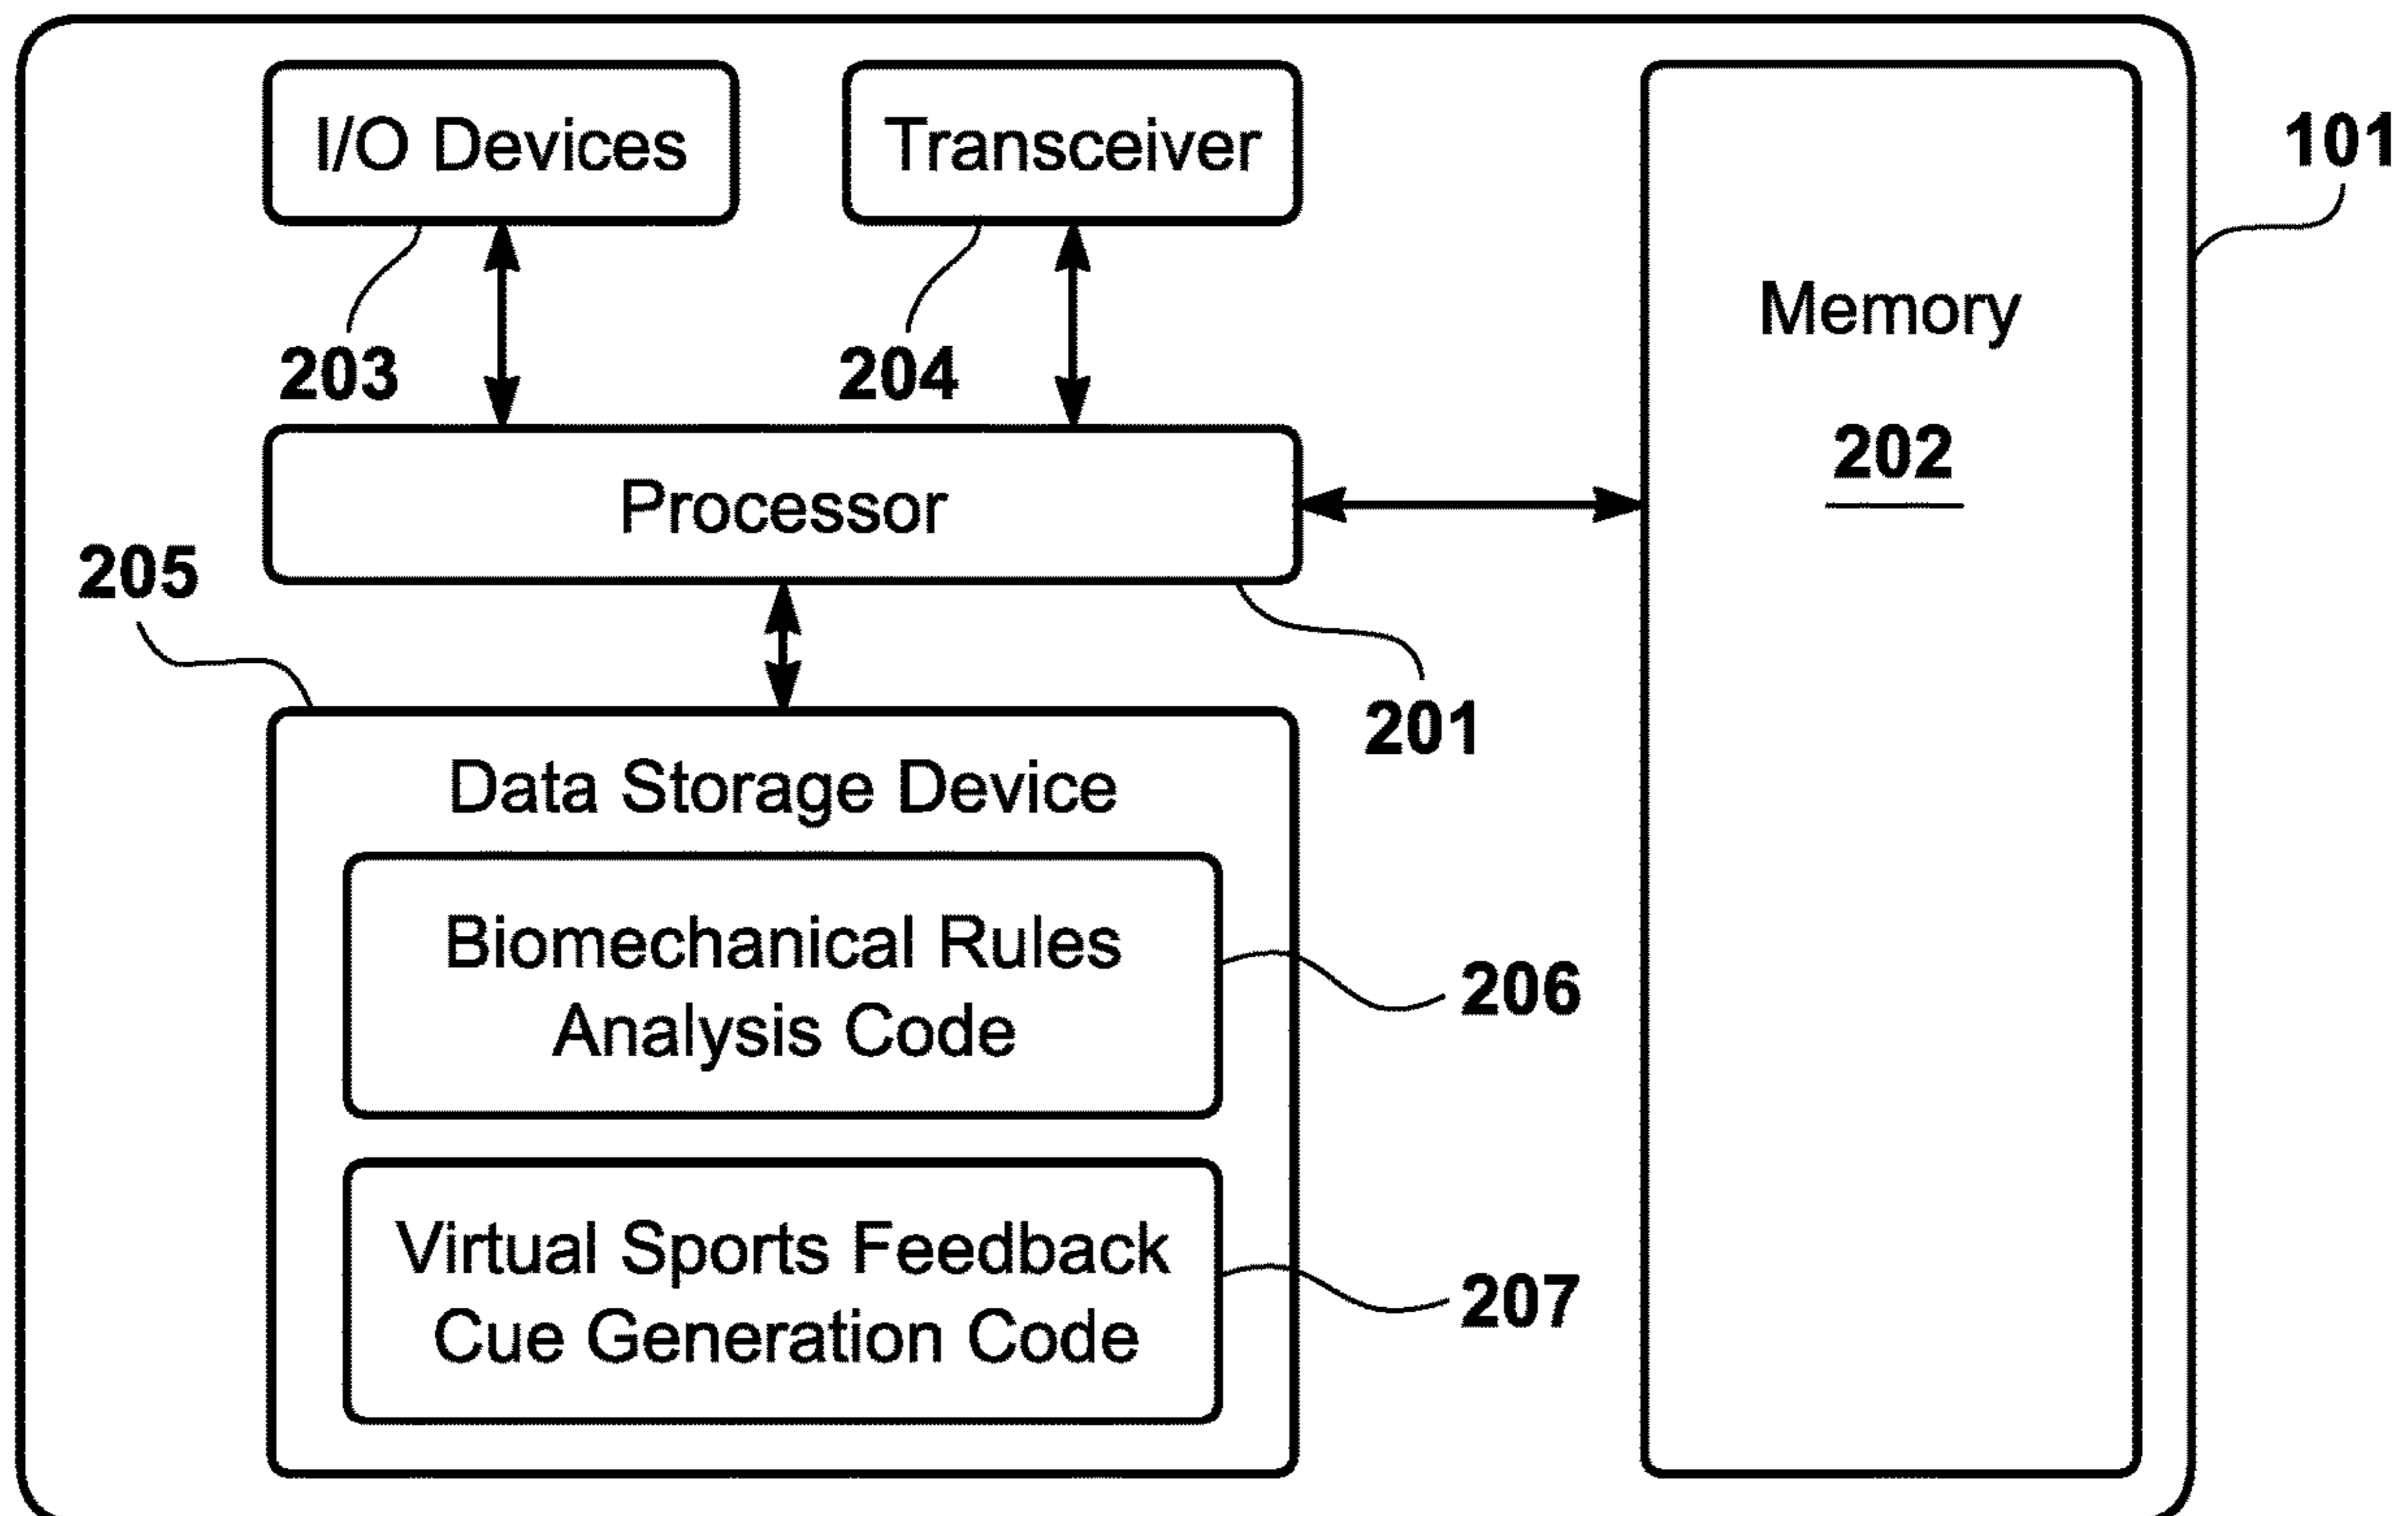 I/O Devices
Transceiver
101
Memory
203
204
202
Processor
205
201
Data Storage Device
Biomechanical Rules
Analysis Code
206
Virtual Sports Feedback
Cue Generation Code
207